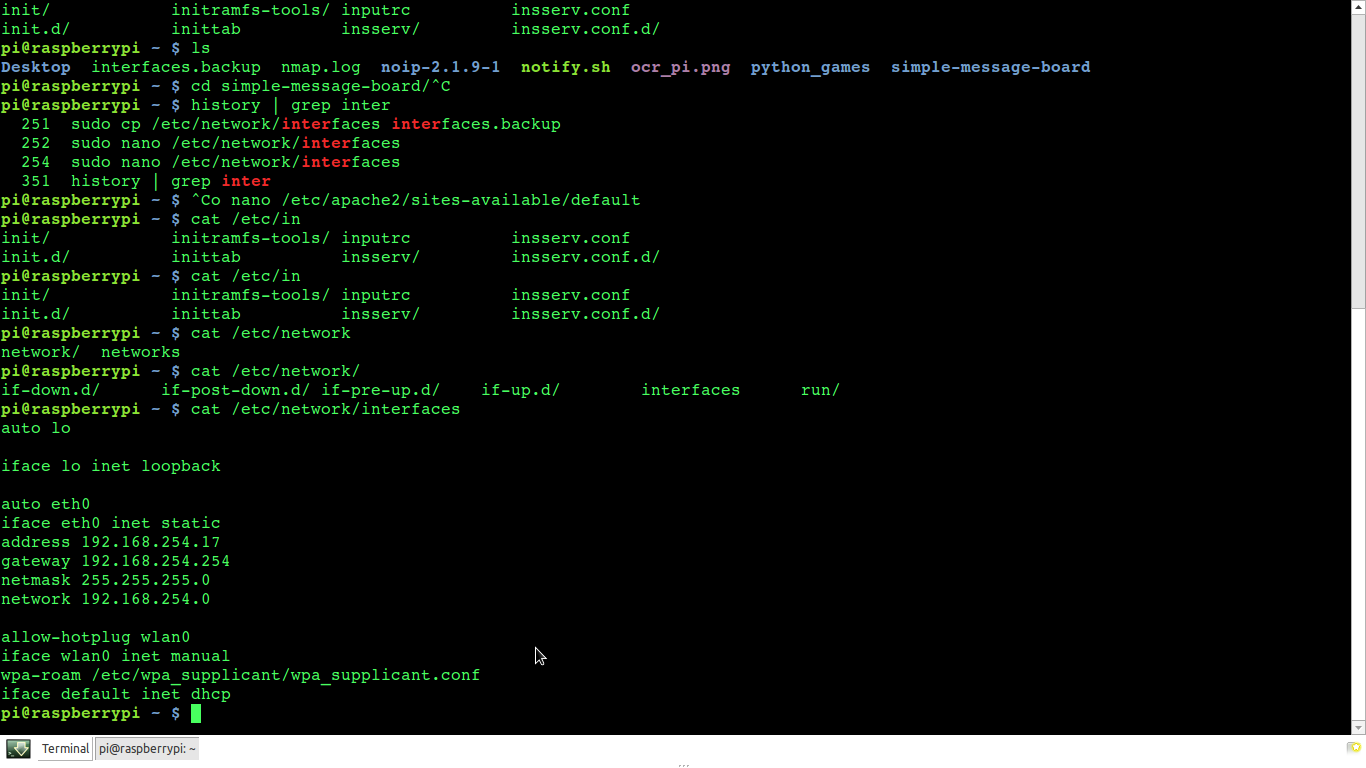 init/            initramfs-tools/ inputrc          insserv.conf
init.d/          inittab          insserv/         insserv.conf.d/
pi@raspberrypi ~ $ ls
Desktop  interfaces.backup  nmap.log  noip-2.1.9-1  notify.sh  ocr_pi.png  python_games  simple-message-board
pi@raspberrypi ~ $ cd simple-message-board/^C
pi@raspberrypi ~ $ history | grep inter
  251  sudo cp /etc/network/interfaces interfaces.backup
  252  sudo nano /etc/network/interfaces
  254  sudo nano /etc/network/interfaces
  351  history | grep inter
pi@raspberrypi ~ $ ^Co nano /etc/apache2/sites-available/default
pi@raspberrypi ~ $ cat /etc/in
init/            initramfs-tools/ inputrc          insserv.conf
init.d/          inittab          insserv/         insserv.conf.d/
pi@raspberrypi ~ $ cat /etc/in
init/            initramfs-tools/ inputrc          insserv.conf
init.d/          inittab          insserv/         insserv.conf.d/
pi@raspberrypi ~ $ cat /etc/network
network/  networks
pi@raspberrypi ~ $ cat /etc/network/
if-down.d/      if-post-down.d/ if-pre-up.d/    if-up.d/        interfaces      run/
pi@raspberrypi ~ $ cat /etc/network/interfaces
auto lo

iface lo inet loopback

auto eth0
iface eth0 inet static
address 192.168.254.17
gateway 192.168.254.254
netmask 255.255.255.0
network 192.168.254.0

allow-hotplug wlan0
iface wlan0 inet manual
wpa-roam /etc/wpa_supplicant/wpa_supplicant.conf
iface default inet dhcp
pi@raspberrypi ~ $
Terminal pi@raspberrypi: ~